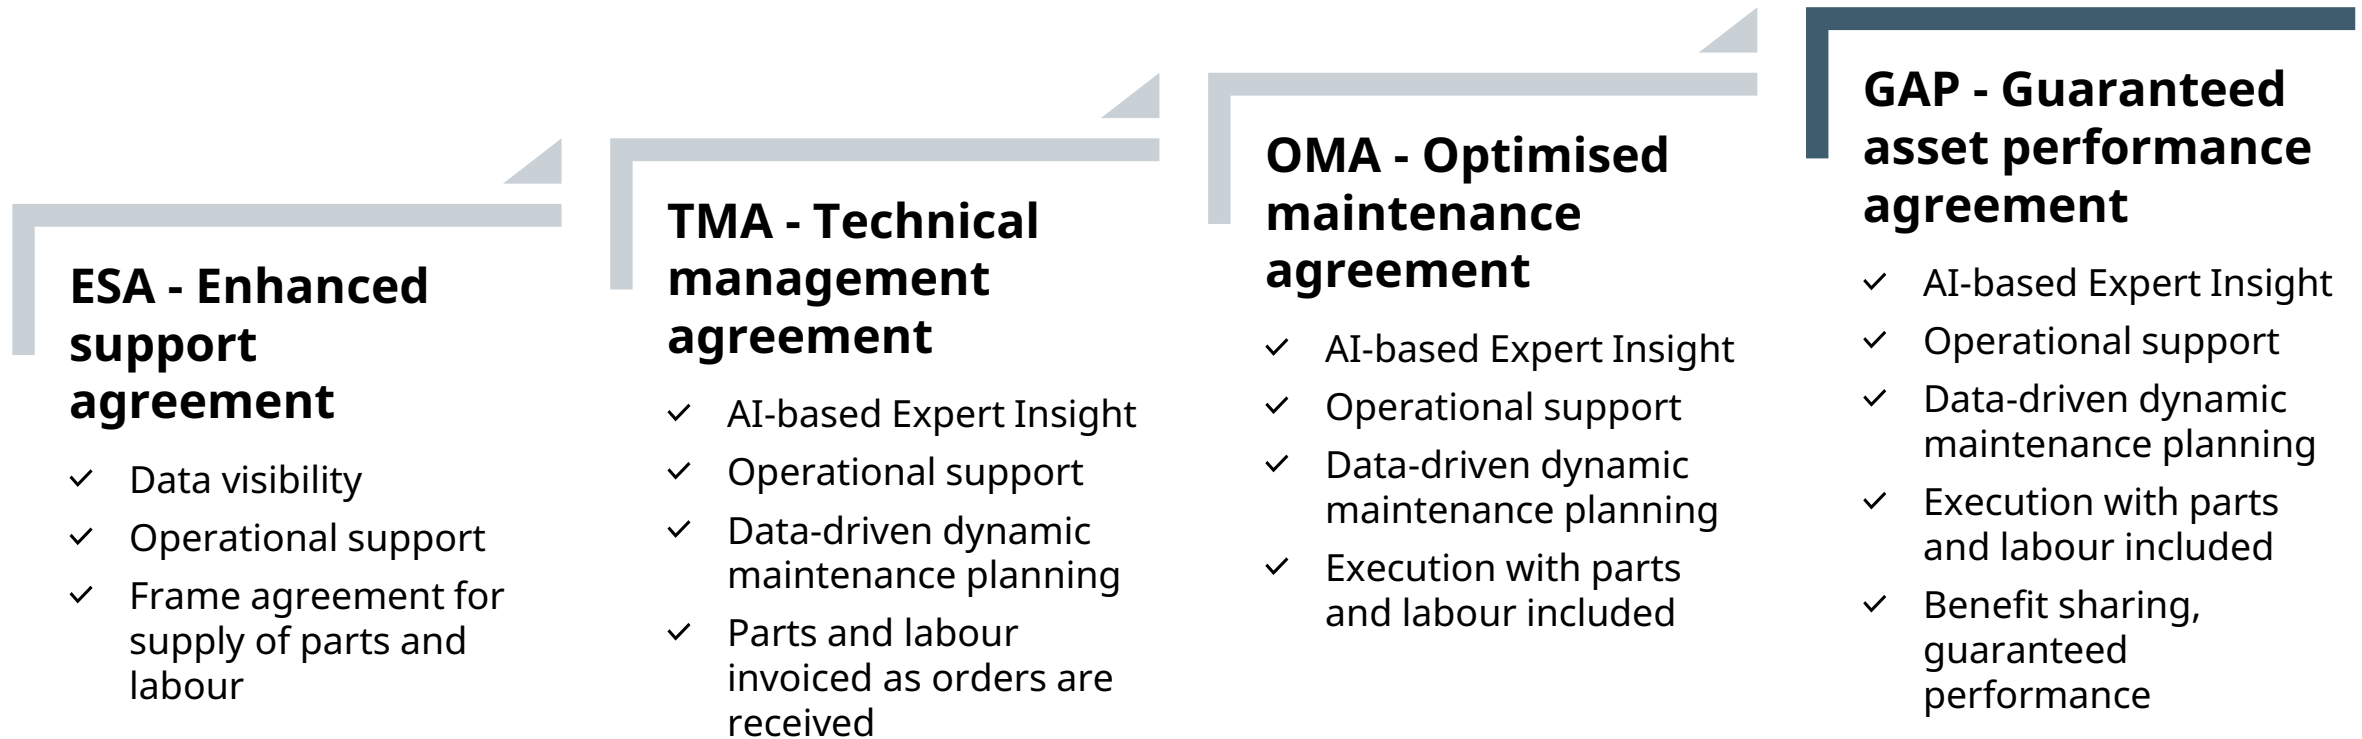 ESA - Enhanced
support
agreement
Data visibility
Operational support
Frame agreement for
supply of parts and
labour
TMA - Technical
management
agreement
AI-based Expert Insight
Operational support
Data-driven dynamic
maintenance planning
Parts and labour
invoiced as orders are
received
OMA - Optimised
maintenance
agreement
AI-based Expert Insight
Operational support
Data-driven dynamic
maintenance planning
Execution with parts
and labour included
GAP - Guaranteed
asset performance
agreement
AI-based Expert Insight
Operational support
Data-driven dynamic
maintenance planning
Execution with parts
and labour included
Benefit sharing,
guaranteed
performance